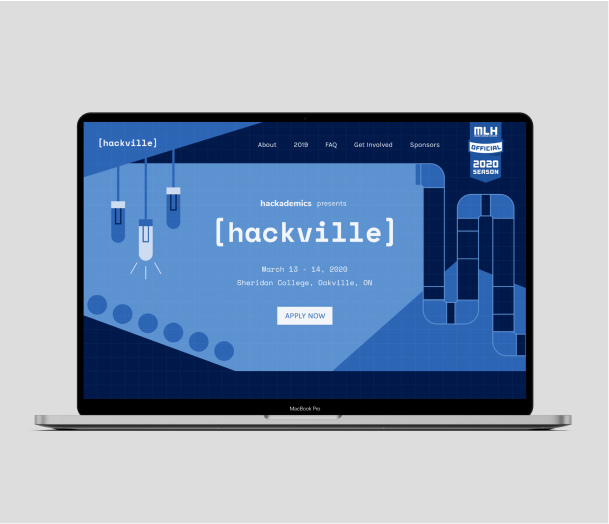 [hackville]
About 2019 FAQ Get Involved Sponsors
MLH
OFFICIAL
2020
SEASON
hackademics presents
[hackville]
March 13 - 14, 2020
Sheridan College, Oakville, ON
APPLY NOW
MacBook Pro